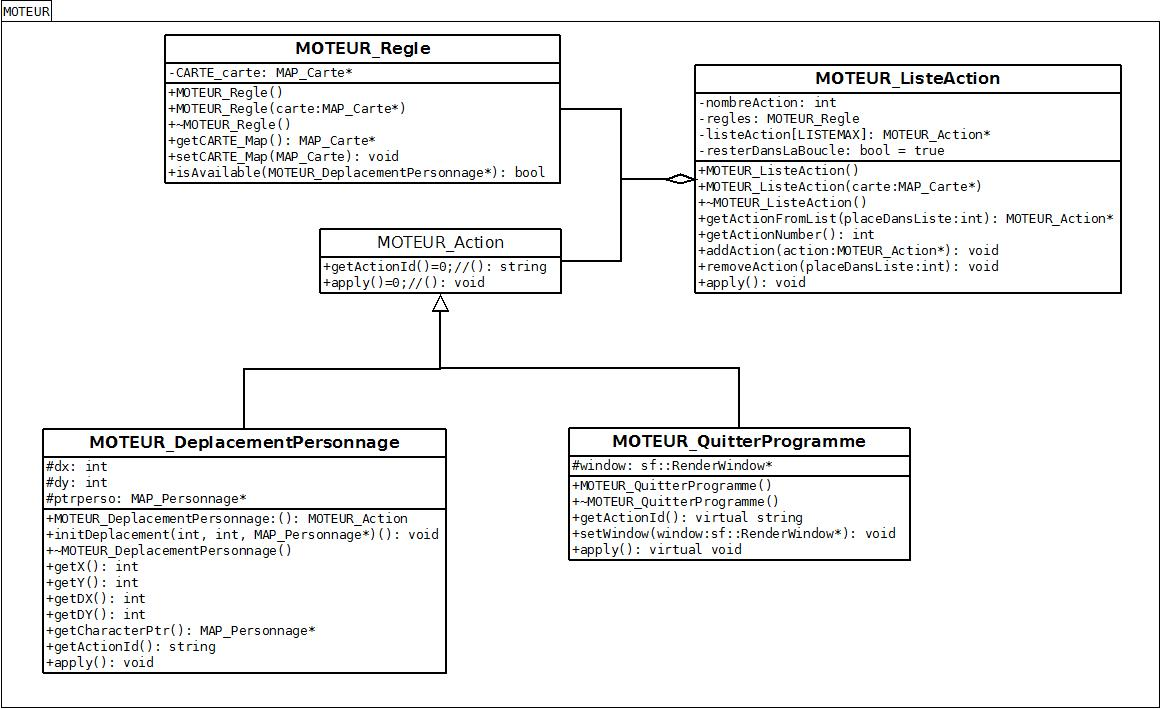 MOTEUR
MOTEUR_Regle
-CARTE_carte: MAP_Carte*
+MOTEUR_Regle()
+MOTEUR_Regle(carte:MAP_Carte*)
+~MOTEUR_Regle()
+getCARTE_Map(): MAP_Carte*
+setCARTE_Map(MAP_Carte): void
+isAvailable(MOTEUR_DeplacementPersonnage*): bool
MOTEUR_ListeAction
-nombreAction: int
-regles: MOTEUR_Regle
-listeAction[LISTEMAX]: MOTEUR_Action*
-resterDansLaBoucle: bool = true
+MOTEUR_ListeAction()
+MOTEUR_ListeAction(carte:MAP_Carte*)
+~MOTEUR_ListeAction()
+getActionFromList(placeDansListe:int): MOTEUR_Action*
+getActionNumber(): int
+addAction(action:MOTEUR_Action*): void
+removeAction(placeDansListe:int): void
+apply(): void
MOTEUR_Action
+getActionId()=0;//(): string
+apply()=0;//(): void
MOTEUR_DeplacementPersonnage
#dx: int
#dy: int
#ptrperso: MAP_Personnage*
+MOTEUR_DeplacementPersonnage:(): MOTEUR_Action
+initDeplacement(int, int, MAP_Personnage*)(): void
+~MOTEUR_DeplacementPersonnage()
+getX(): int
+getY(): int
+getDX(): int
+getDY(): int
+getCharacterPtr(): MAP_Personnage*
+getActionId(): string
+apply(): void
MOTEUR_QuitterProgramme
#window: sf::RenderWindow*
+MOTEUR_QuitterProgramme()
+~MOTEUR_QuitterProgramme()
+getActionId(): virtual string
+setWindow(window:sf::RenderWindow*): void
+apply(): virtual void